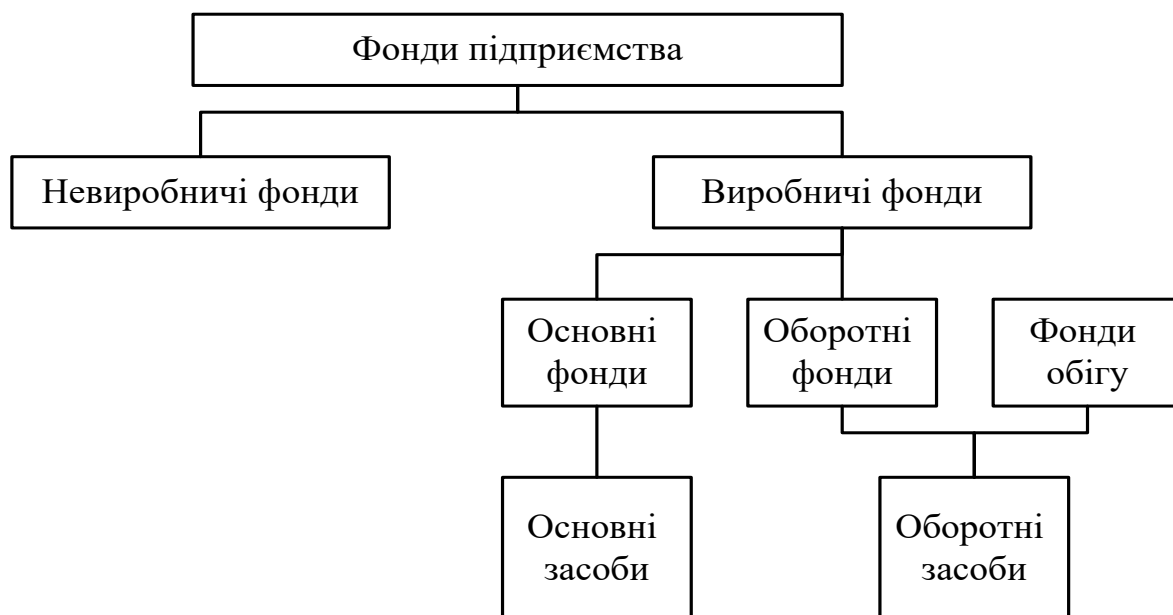 Фонди підприємства
Невиробничі фонди
Виробничі фонди
Основні
фонди
Оборотні
фонди
Фонди
обігу
Основні
засоби
Оборотні
засоби